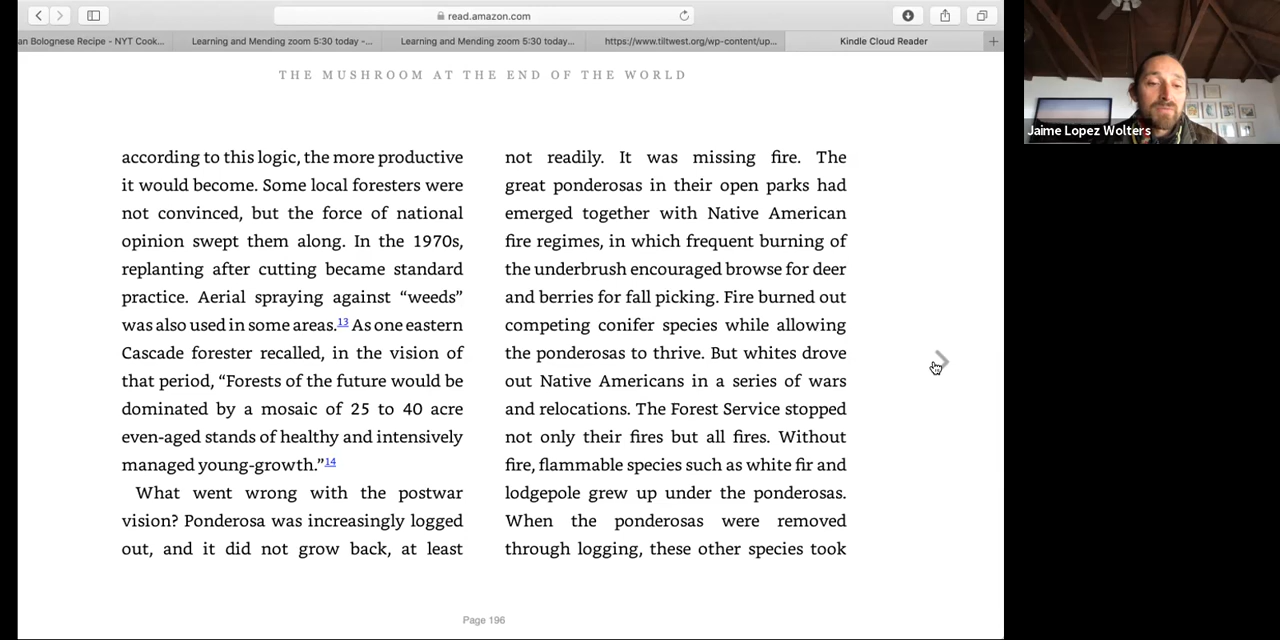 read.amazon.com
an Bolognese Recipe - NYT Cook...
Learning and Mending zoom 5:30 today -...
Learning and Mending zoom 5:30 today...
https://www.tiltwest.org/wp-content/up...
Kindle Cloud Reader
THE MUSHROOM AT THE END OF THE WORLD
according to this logic, the more productive
it would become. Some local foresters were
not convinced, but the force of national
opinion swept them along. In the 1970s,
replanting after cutting became standard
practice. Aerial spraying against “weeds”
was also used in some areas.13 As one eastern
Cascade forester recalled, in the vision of
that period, “Forests of the future would be
dominated by a mosaic of 25 to 40 acre
even-aged stands of healthy and intensively
managed young-growth.”14
What went wrong with the postwar
vision? Ponderosa was increasingly logged
out, and it did not grow back, at least
not readily. It was missing fire. The
great ponderosas in their open parks had
emerged together with Native American
fire regimes, in which frequent burning of
the underbrush encouraged browse for deer
and berries for fall picking. Fire burned out
competing conifer species while allowing
the ponderosas to thrive. But whites drove
out Native Americans in a series of wars
and relocations. The Forest Service stopped
not only their fires but all fires. Without
fire, flammable species such as white fir and
lodgepole grew up under the ponderosas.
When the ponderosas were removed
through logging, these other species took
Page 196
Jaime Lopez Wolters